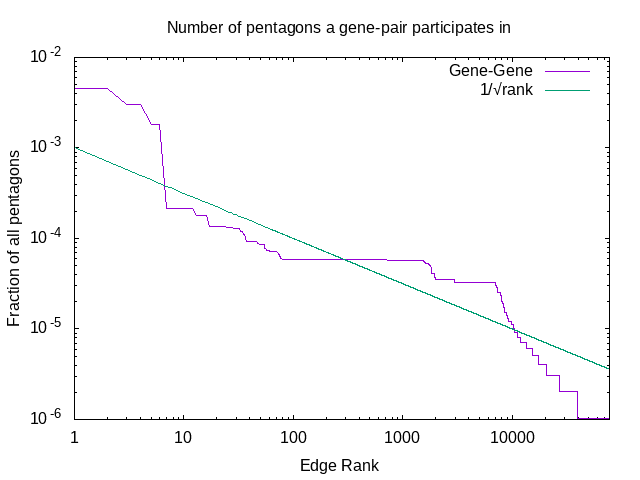 Number of pentagons a gene-pair participates in
Gene-Gene
1/√rank
Fraction of all pentagons
10^-2
10^-3
10^-4
10^-5
10^-6
1 10 100 1000 10000
Edge Rank